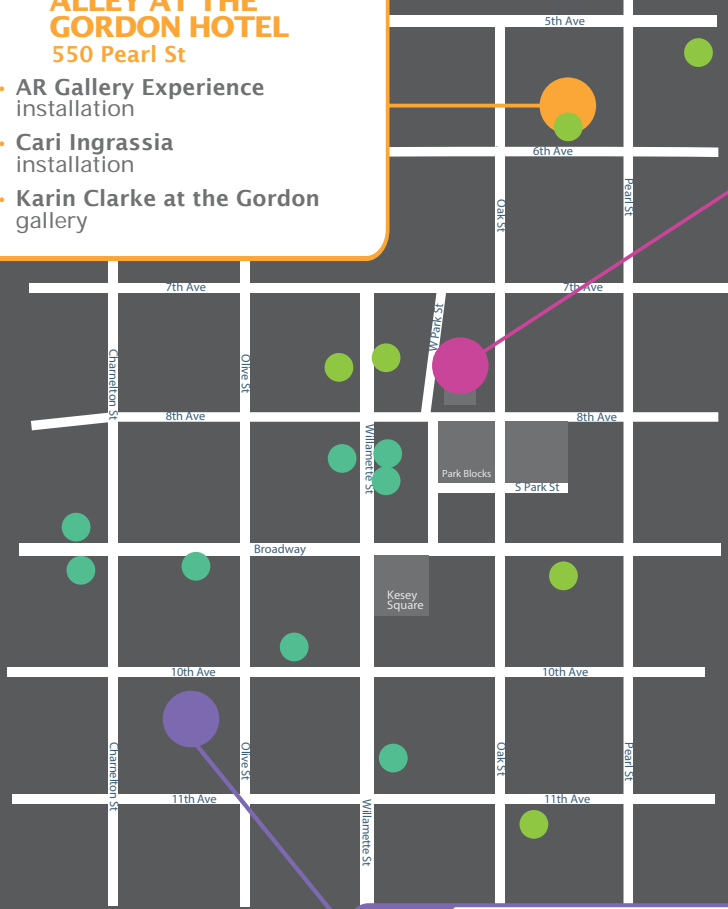 ALLEY AT THE
GORDON HOTEL
550 Pearl St
• AR Gallery Experience
installation
• Cari Ingrassia
installation
• Karin Clarke at the Gordon
gallery
5th Ave
6th Ave
Oak St
Pearl St
7th Ave
7th Ave
W Park St
Charnelton St
Olive St
8th Ave
8th Ave
Willamette St
Park Blocks
S Park St
Broadway
Kesey
Square
10th Ave
10th Ave
Charnelton St
Olive St
Oak St
Pearl St
11th Ave
11th Ave
Willamette St